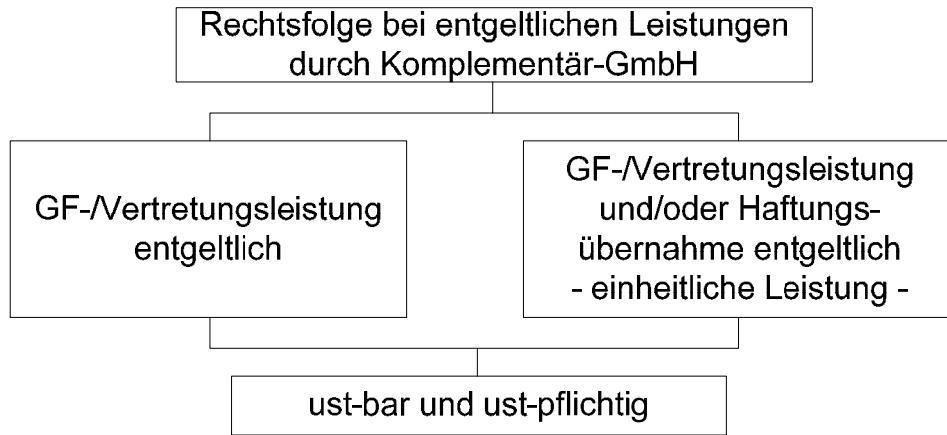 Rechtsfolge bei entgeltlichen Leistungen
durch Komplementär-GmbH
GF-/Vertretungsleistung
entgeltlich
GF-/Vertretungsleistung
und/oder Haftungs-
übernahme entgeltlich
- einheitliche Leistung -
ust-bar und ust-pflichtig